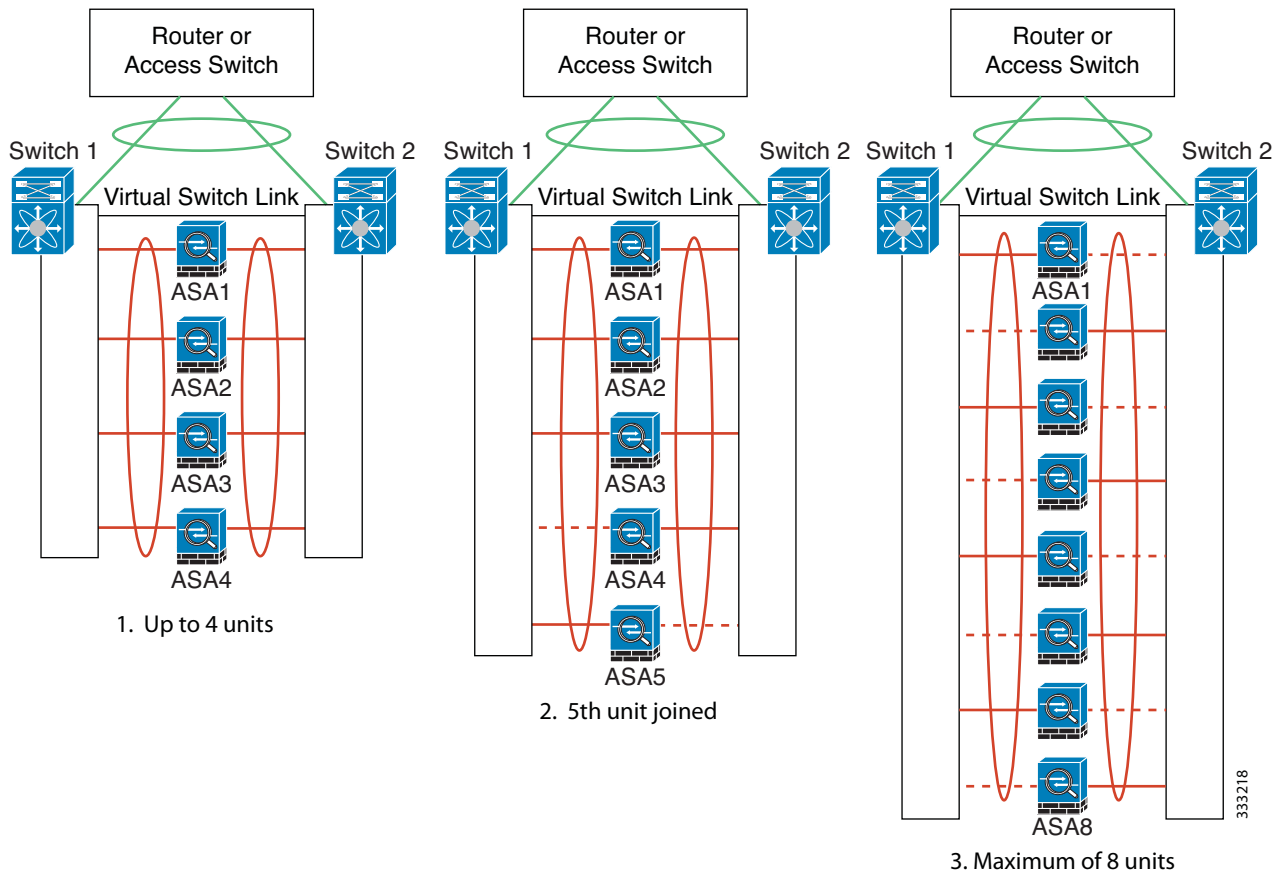 Router or
Access Switch
Switch 1
Switch 2
Virtual Switch Link
ASA1
ASA2
ASA3
ASA4
1. Up to 4 units
Router or
Access Switch
Switch 1
Switch 2
Virtual Switch Link
ASA1
ASA2
ASA3
ASA4
ASA5
2. 5th unit joined
Router or
Access Switch
Switch 1
Switch 2
Virtual Switch Link
ASA1
ASA8
333218
3. Maximum of 8 units